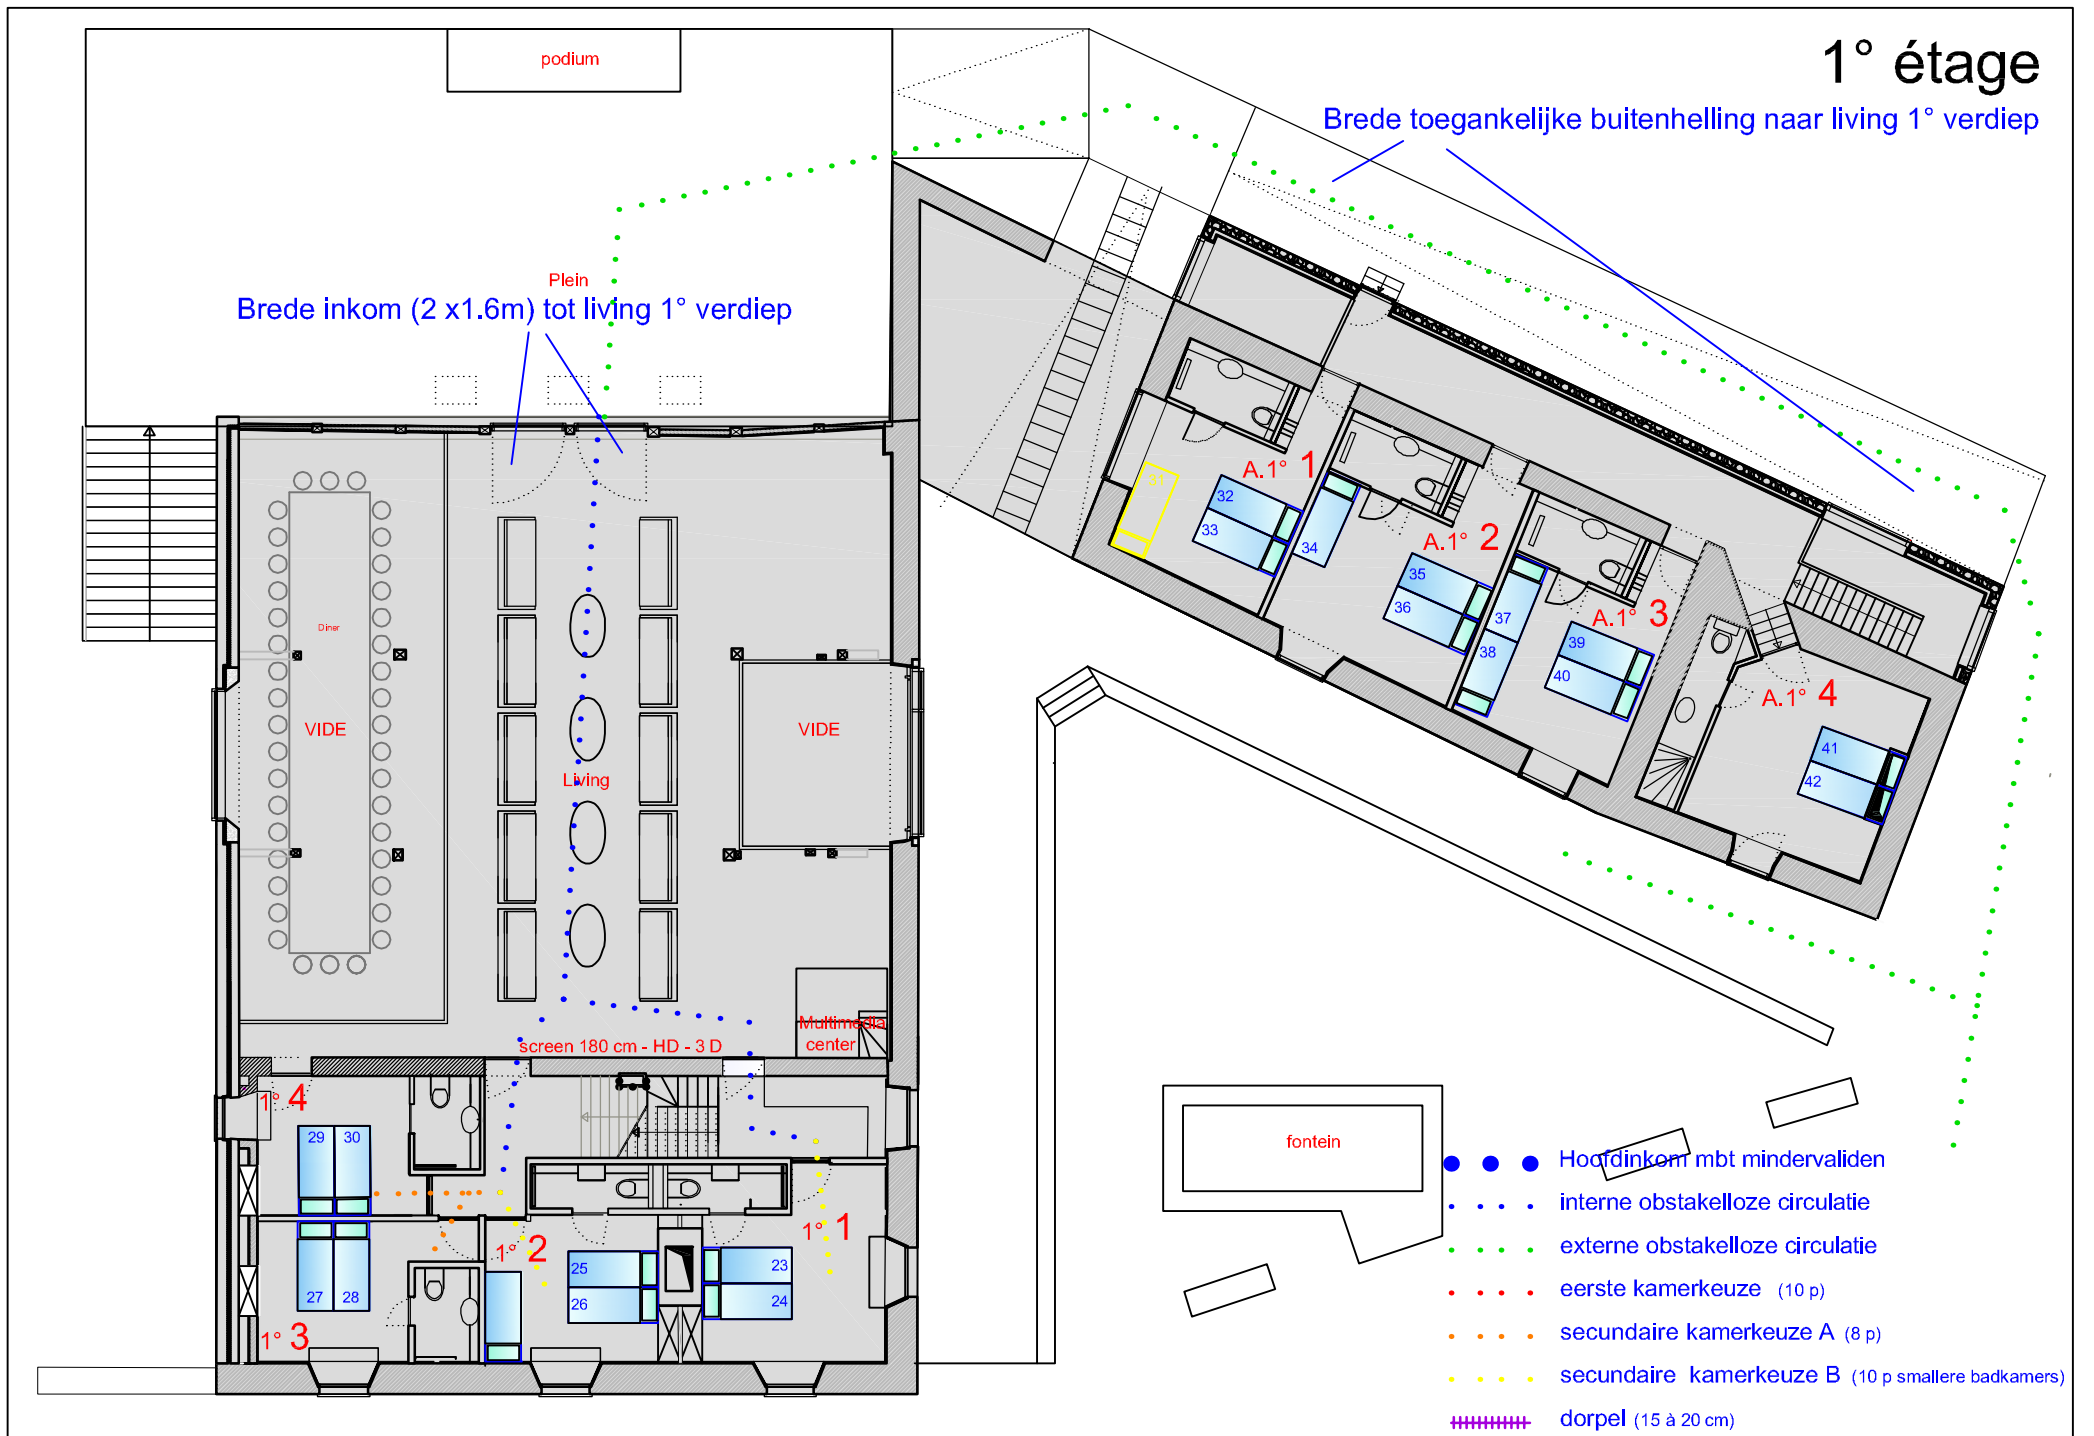 1° étage
podium
Brede toegankelijke buitenhelling naar living 1° verdiep
Plein
Brede inkom (2 x1.6m) tot living 1° verdiep
A.1° 1
31
32
33
A.1° 2
34
35
36
A.1° 3
37
38
39
40
A.1° 4
41
42
Diner
VIDE
VIDE
Living
Multimedia
center
screen 180 cm - HD - 3 D
1° 4
29 30
27 28
1° 3
1° 2
25
26
1° 1
23
24
fontein
Hoofdinkom mbt mindervaliden
interne obstakelloze circulatie
externe obstakelloze circulatie
eerste kamerkeuze (10 p)
secundaire kamerkeuze A (8 p)
secundaire kamerkeuze B (10 p smallere badkamers)
dorpel (15 à 20 cm)